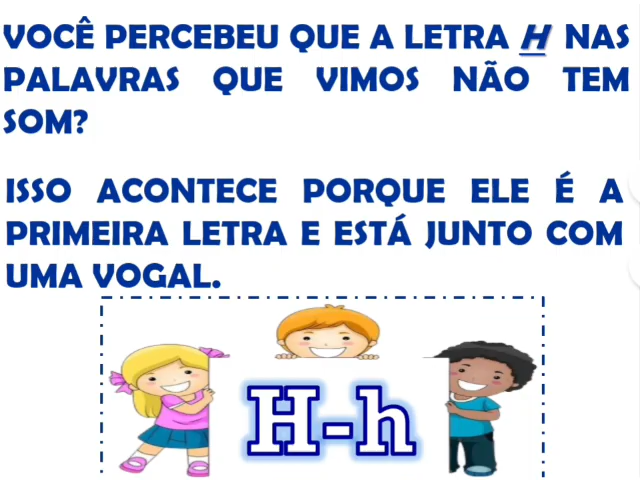 VOCÊ PERCEBEU QUE A LETRA H NAS
PALAVRAS QUE VIMOS NÃO TEM
SOM?
ISSO ACONTECE PORQUE ELE É A
PRIMEIRA LETRA E ESTÁ JUNTO COM
UMA VOGAL.
H-h